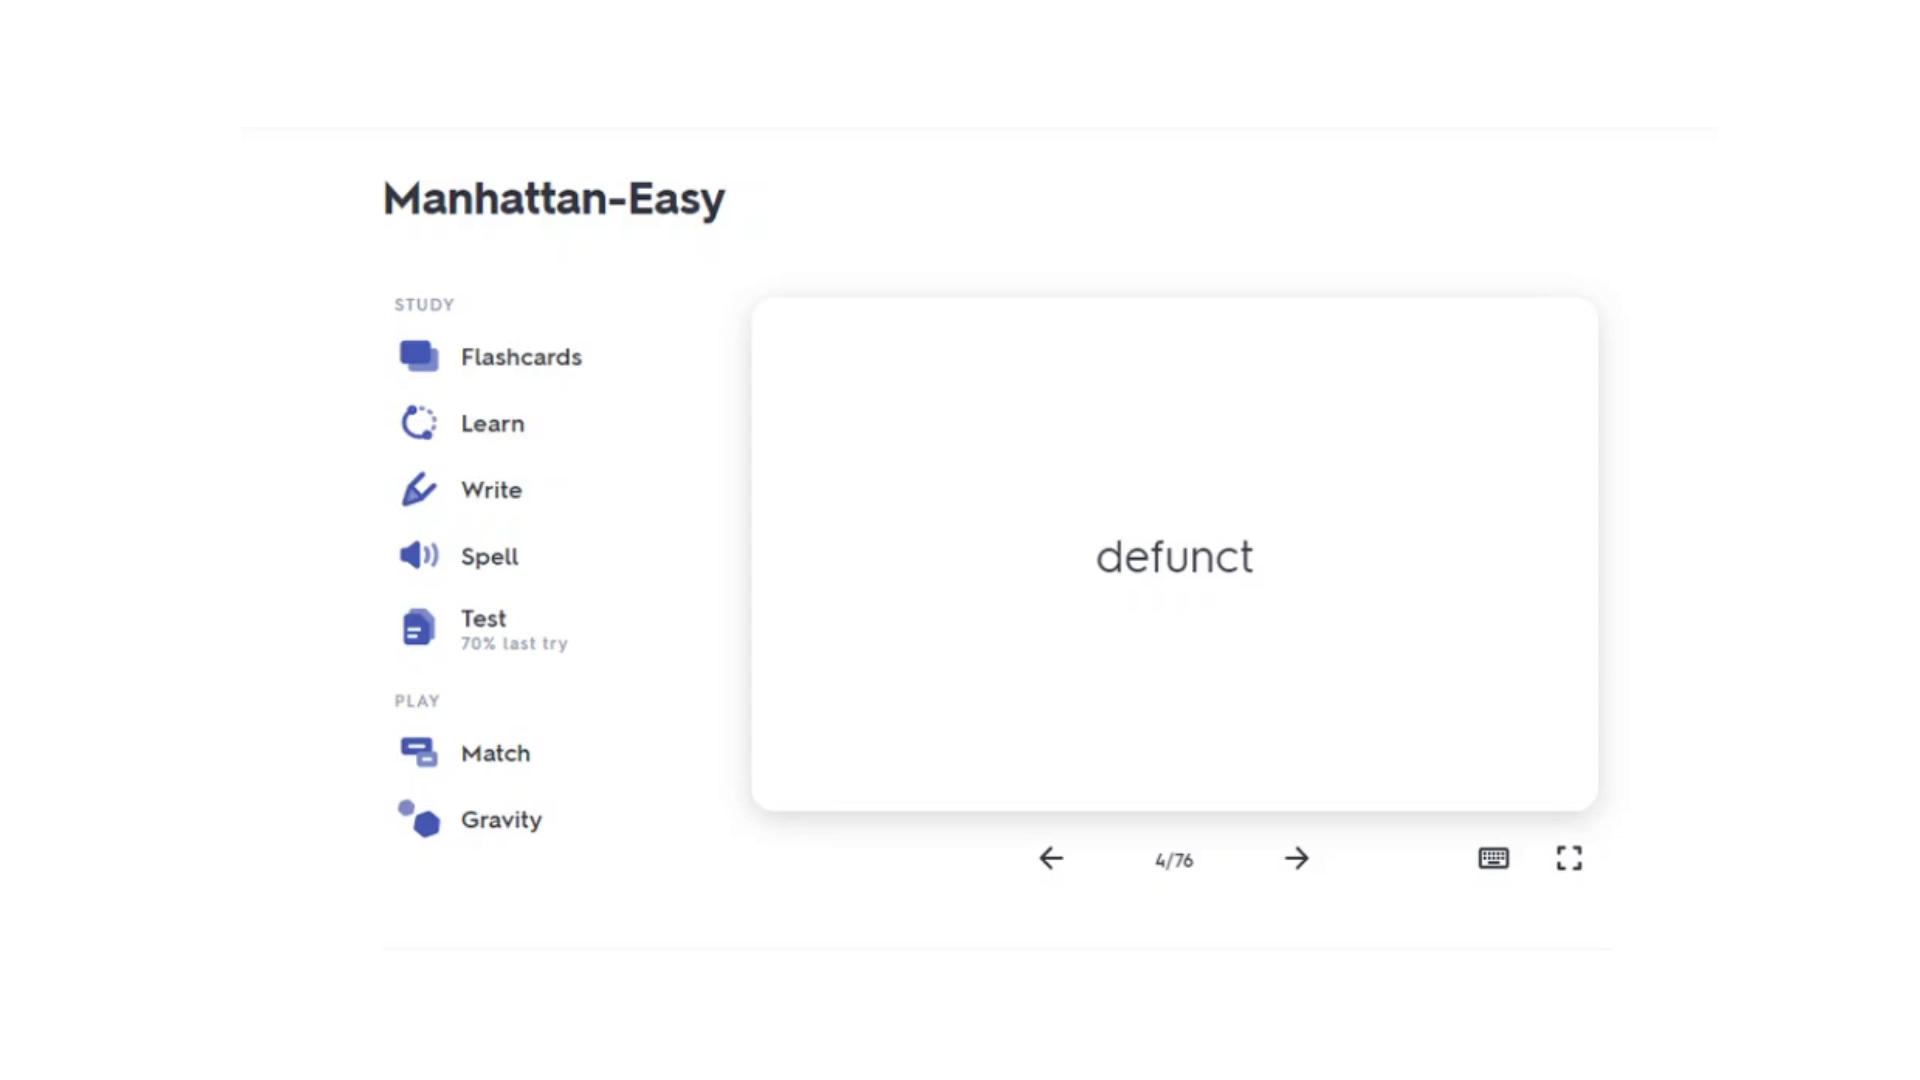 Manhattan-Easy
STUDY
Flashcards
Learn
Write
Spell
Test
70% last try
PLAY
Match
Gravity
defunct
4/76